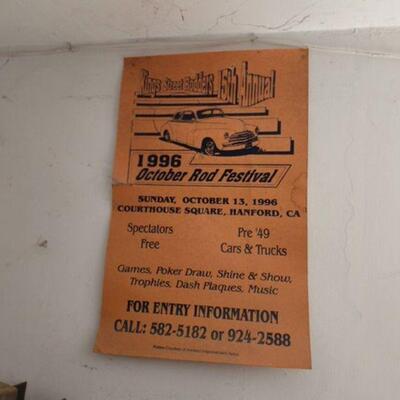 Kings Street Rodders 15th Annual
1996
October Rod Festival
SUNDAY, OCTOBER 13, 1996
COURTHOUSE SQUARE, HANFORD, CA
Spectators Pre '49
Free Cars & Trucks
Games, Poker Draw, Shine & Show,
Trophies, Dash Plaques, Music
FOR ENTRY INFORMATION
CALL: 582-5182 or 924-2588